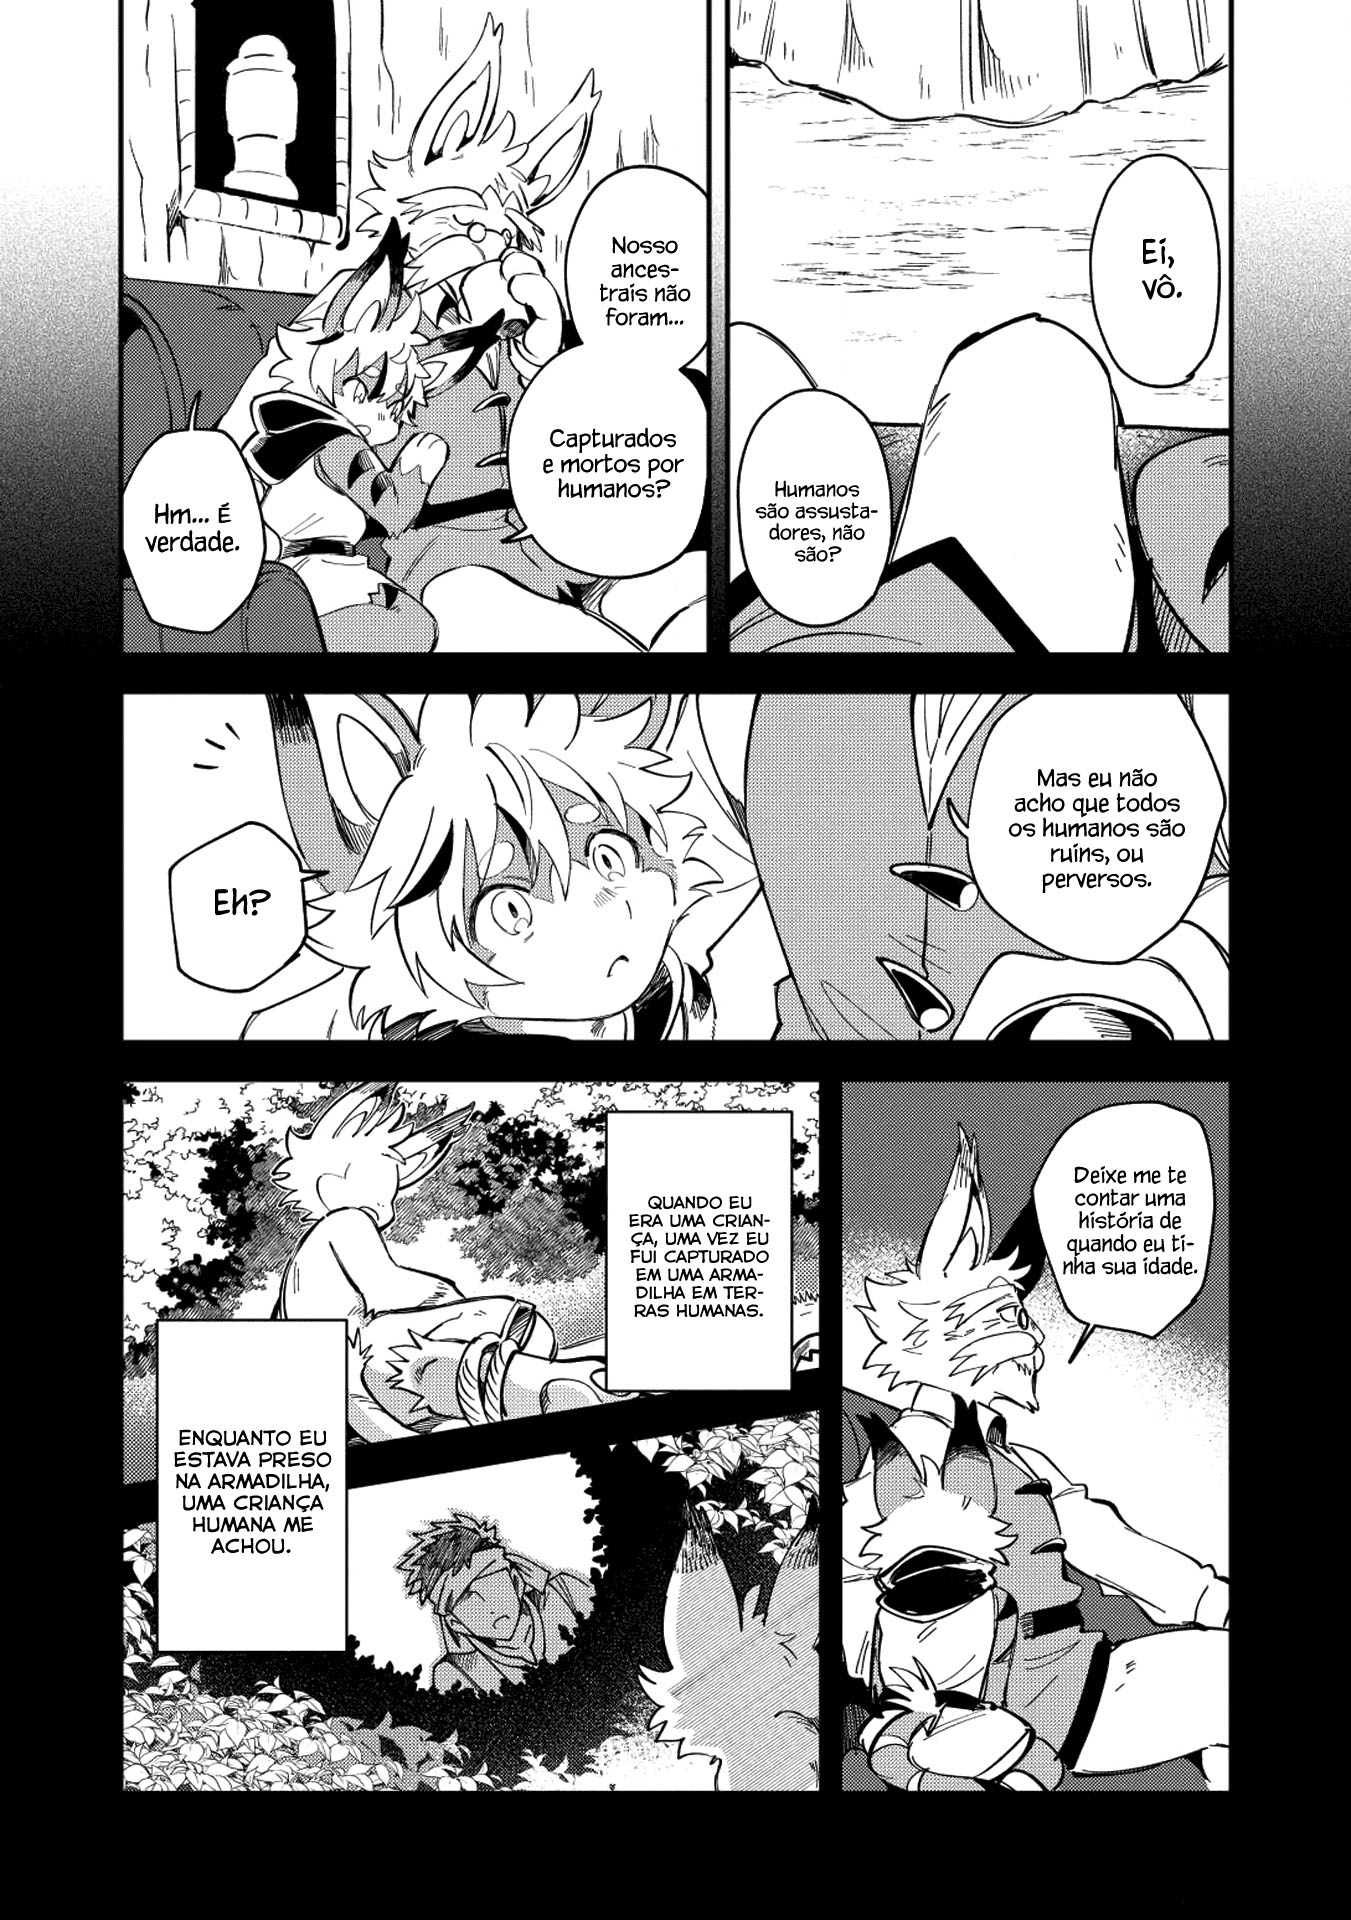 Ei,
vô.
Humanos
são assusta-
dores, não
são?
Nosso
ances-
trais não
foram...
Capturados
e mortos por
humanos?
Hm... É
verdade.
Mas eu não
acho que todos
os humanos são
ruins, ou
perversos.
Eh?
Deixe me te
contar uma
história de
quando eu ti-
nha sua idade.
QUANDO EU
ERA UMA CRIAN-
ÇA, UMA VEZ EU
FUI CAPTURADO
EM UMA ARMA-
DILHA EM TER-
RAS HUMANAS.
ENQUANTO EU
ESTAVA PRESO
NA ARMADILHA,
UMA CRIANÇA
HUMANA ME
ACHOU.